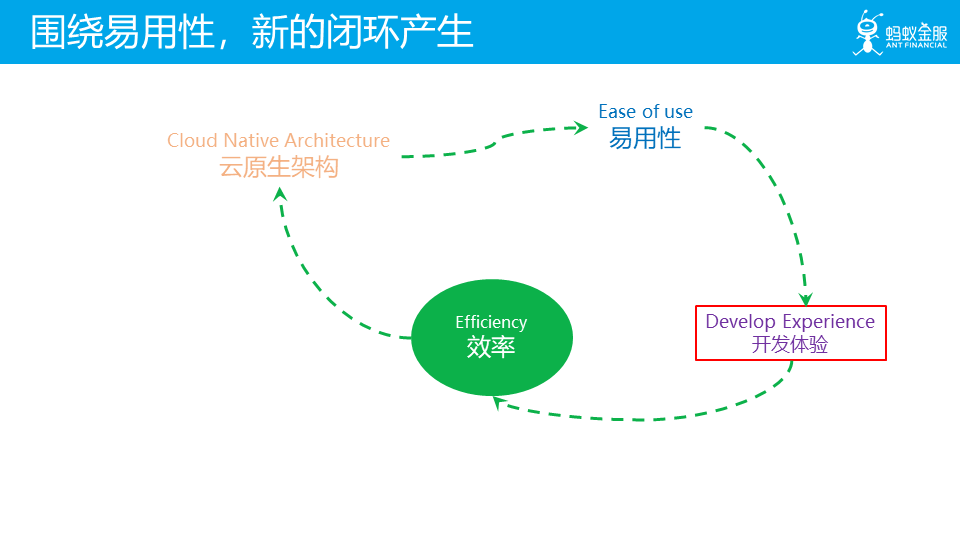 围绕易用性，新的闭环产生
蚂蚁金服
ANT FINANCIAL
Ease of use
易用性
Cloud Native Architecture
云原生架构
Efficiency
效率
Develop Experience
开发体验